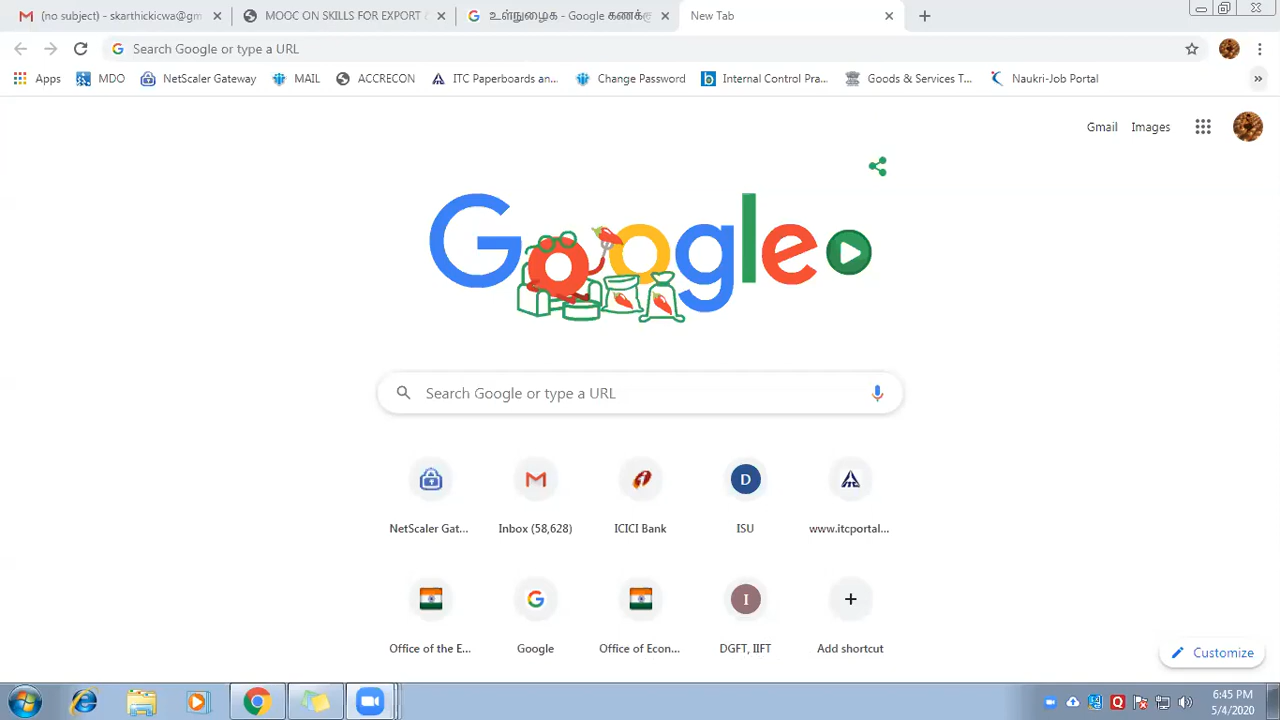 (no subject) - skarthickicwa@gm
MOOC ON SKILLS FOR EXPORT (
உள்நுழைக - Google கணக்
New Tab
Search Google or type a URL
Apps
MDO
NetScaler Gateway
MAIL
ACCRECON
ITC Paperboards an...
Change Password
Internal Control Pra...
Goods & Services T...
Naukri-Job Portal
»
Gmail
Images
Google
Search Google or type a URL
D
NetScaler Gat...
Inbox (58,628)
ICICI Bank
ISU
www.itcportal...
I
Office of the E...
Google
Office of Econ...
DGFT, IIFT
Add shortcut
Customize
6:45 PM
5/4/2020